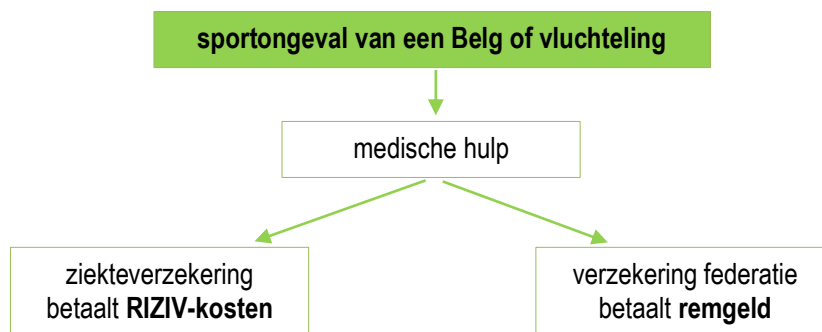 sportongeval van een Belg of vluchteling
medische hulp
ziekteverzekering
betaalt RIZIV-kosten
verzekering federatie
betaalt remgeld